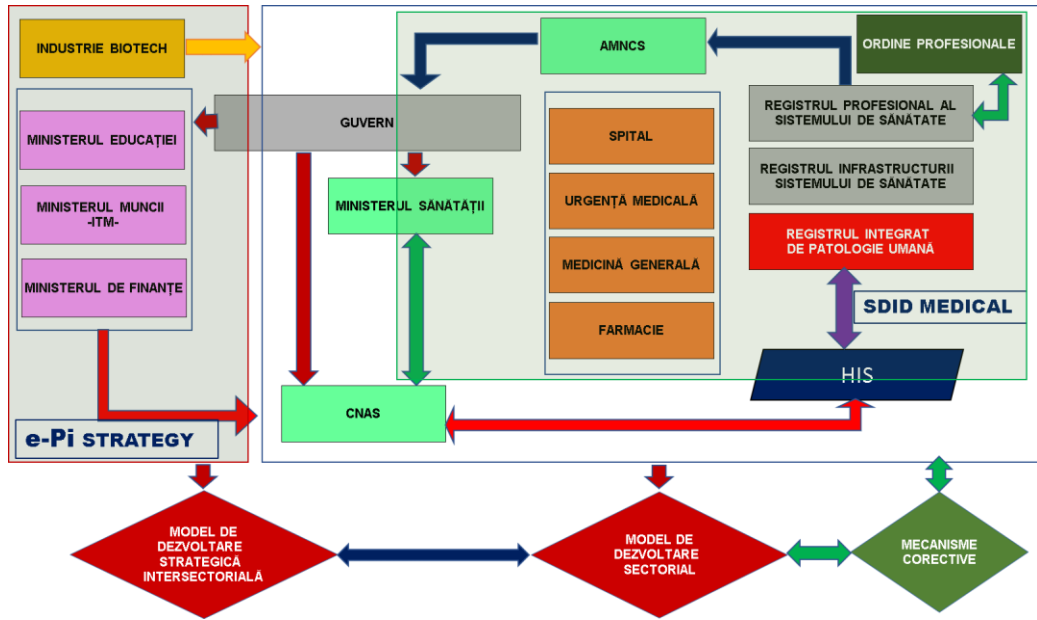 INDUSTRIE BIOTECH
MINISTERUL EDUCAȚIEI
MINISTERUL MUNCII
-ITM-
MINISTERUL DE FINANȚE
e-Pi STRATEGY
GUVERN
MINISTERUL SĂNĂTĂȚII
CNAS
AMNCS
SPITAL
URGENȚĂ MEDICALĂ
MEDICINĂ GENERALĂ
FARMACIE
ORDINE PROFESIONALE
REGISTRUL PROFESIONAL AL
SISTEMULUI DE SĂNĂTATE
REGISTRUL INFRASTRUCTURII
SISTEMULUI DE SĂNĂTATE
REGISTRUL INTEGRAT
DE PATOLOGIE UMANĂ
SDID MEDICAL
HIS
MODEL DE
DEZVOLTARE
STRATEGICĂ
INTERSECTORIALĂ
MODEL DE
DEZVOLTARE
SECTORIAL
MECANISME
CORECTIVE